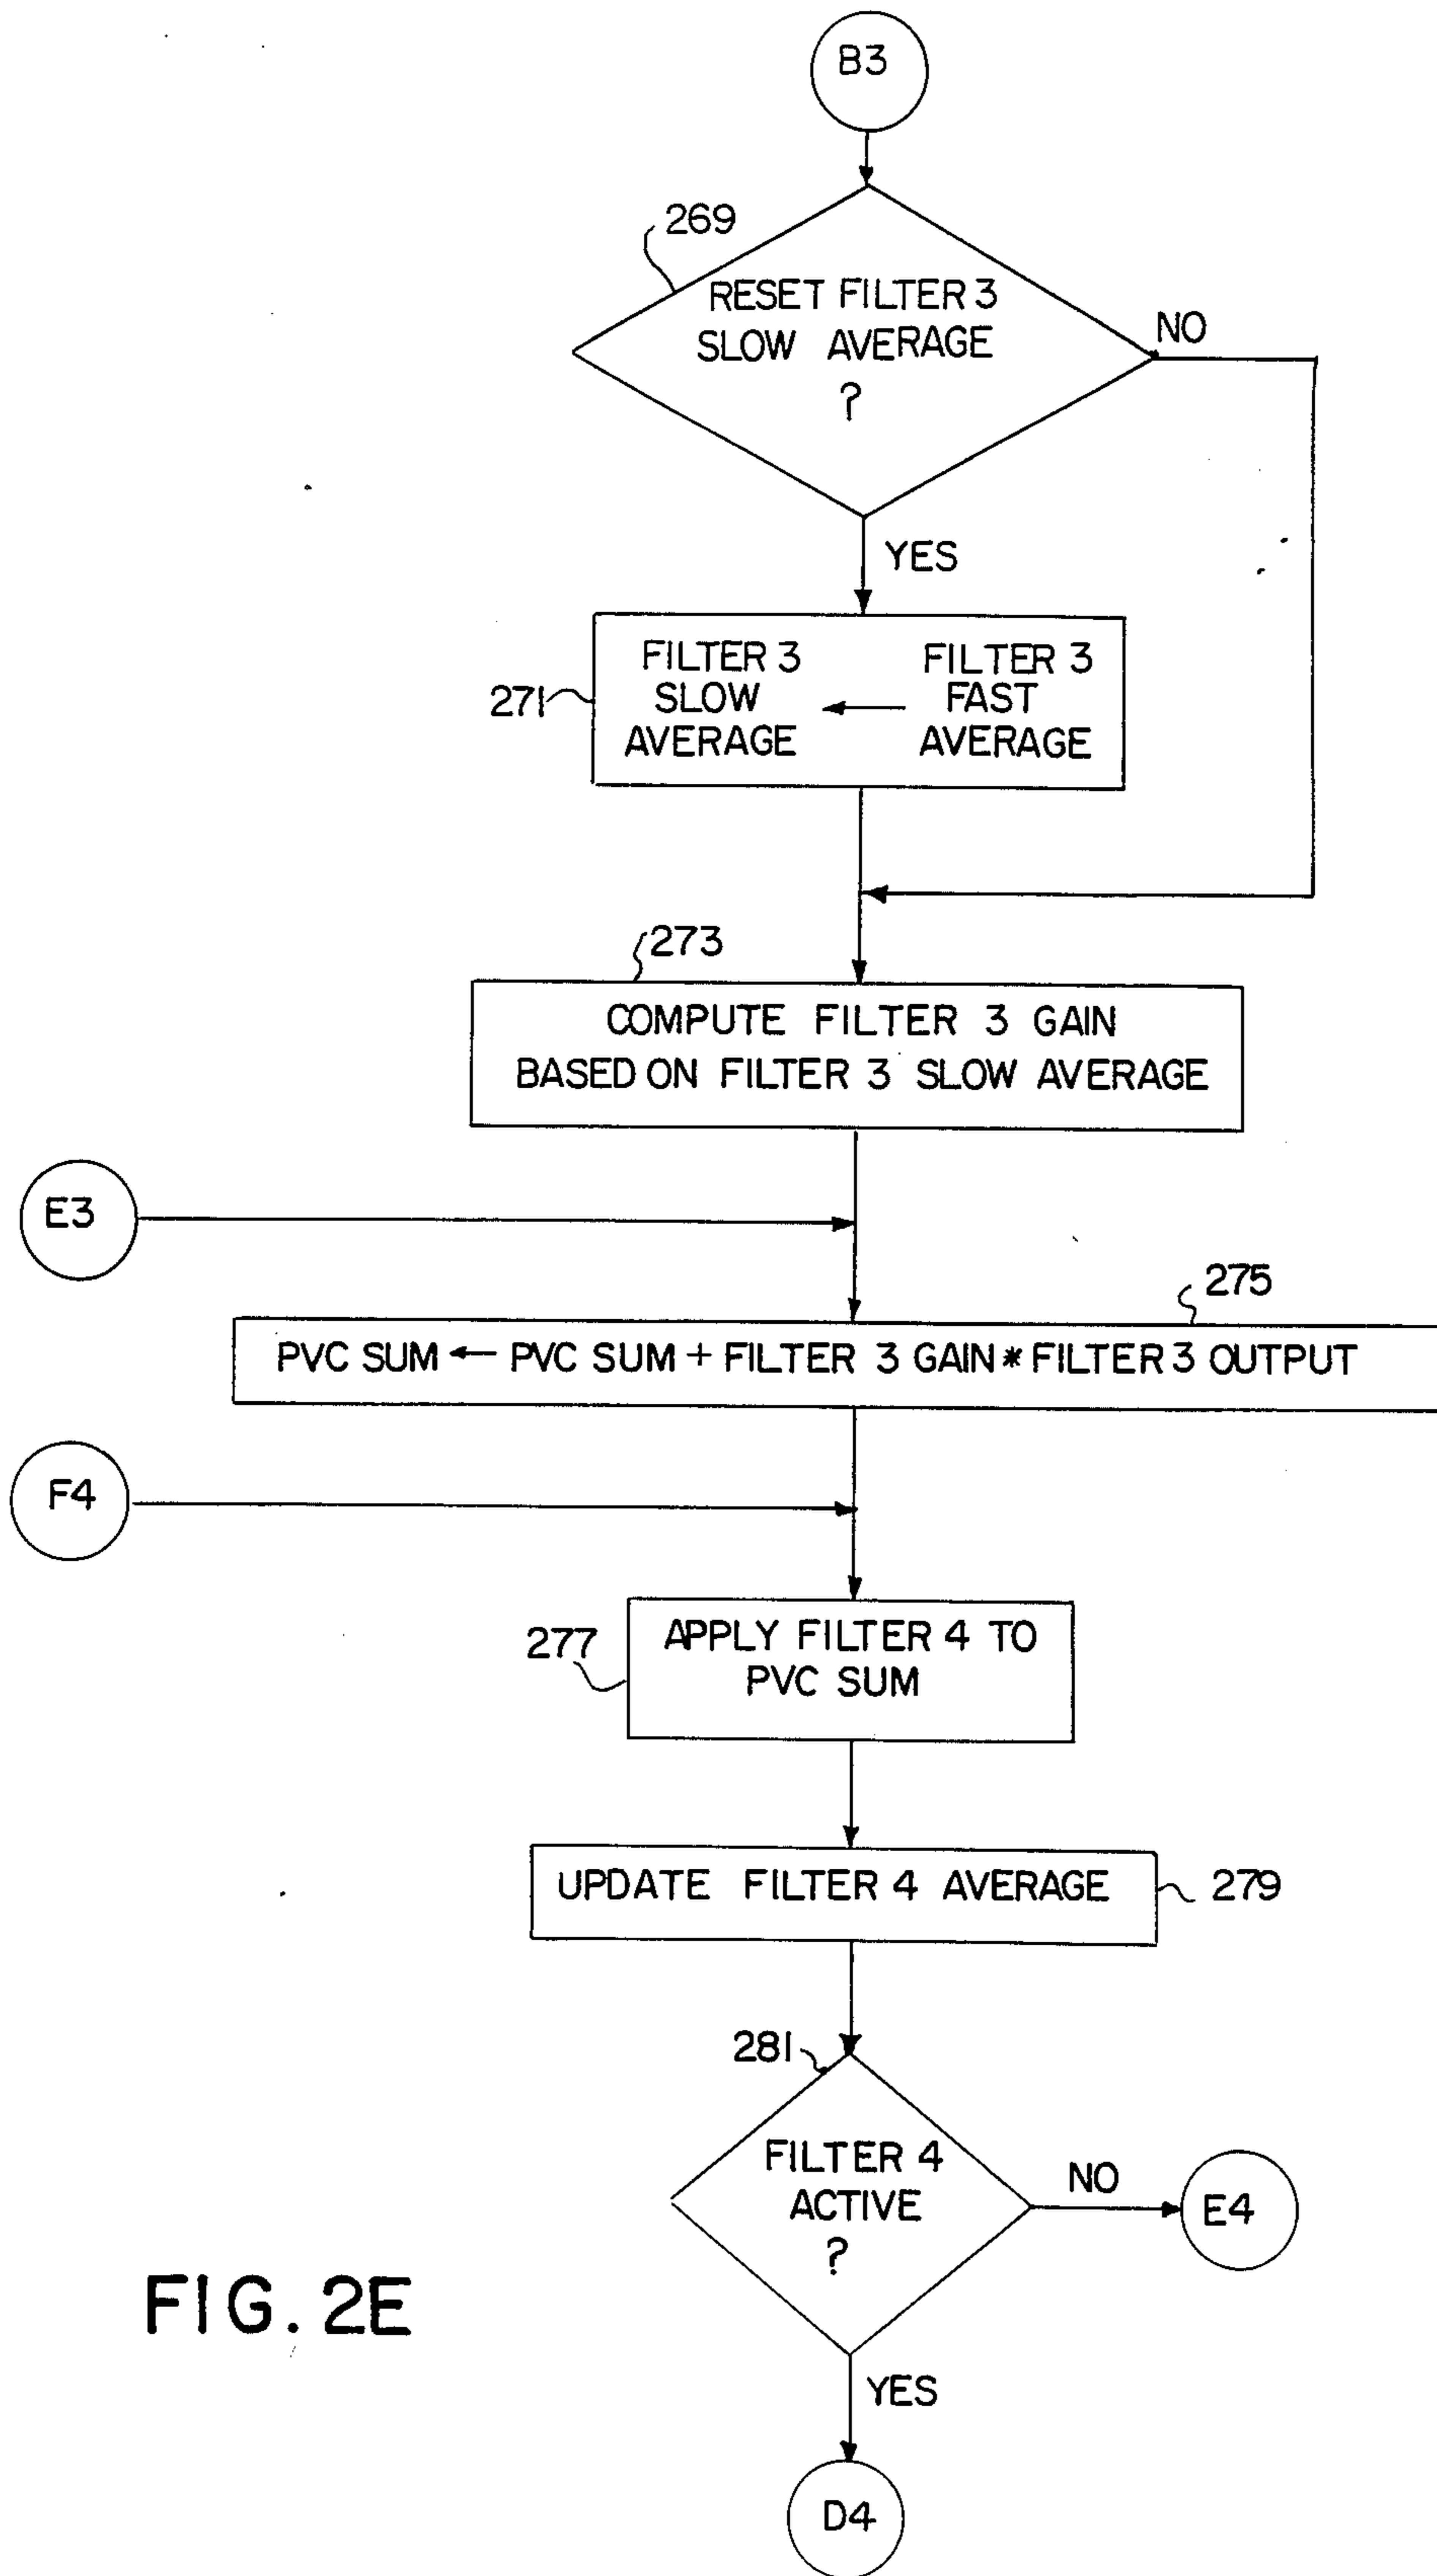 B3
269
RESET FILTER 3
SLOW AVERAGE
?
NO
YES
FILTER 3
SLOW
AVERAGE
FILTER 3
FAST
AVERAGE
271
273
COMPUTE FILTER 3 GAIN
BASED ON FILTER 3 SLOW AVERAGE
E3
275
PVC SUM ← PVC SUM + FILTER 3 GAIN * FILTER 3 OUTPUT
F4
277
APPLY FILTER 4 TO
PVC SUM
UPDATE FILTER 4 AVERAGE
279
281
FILTER 4
ACTIVE
?
NO
E4
YES
D4
FIG. 2E